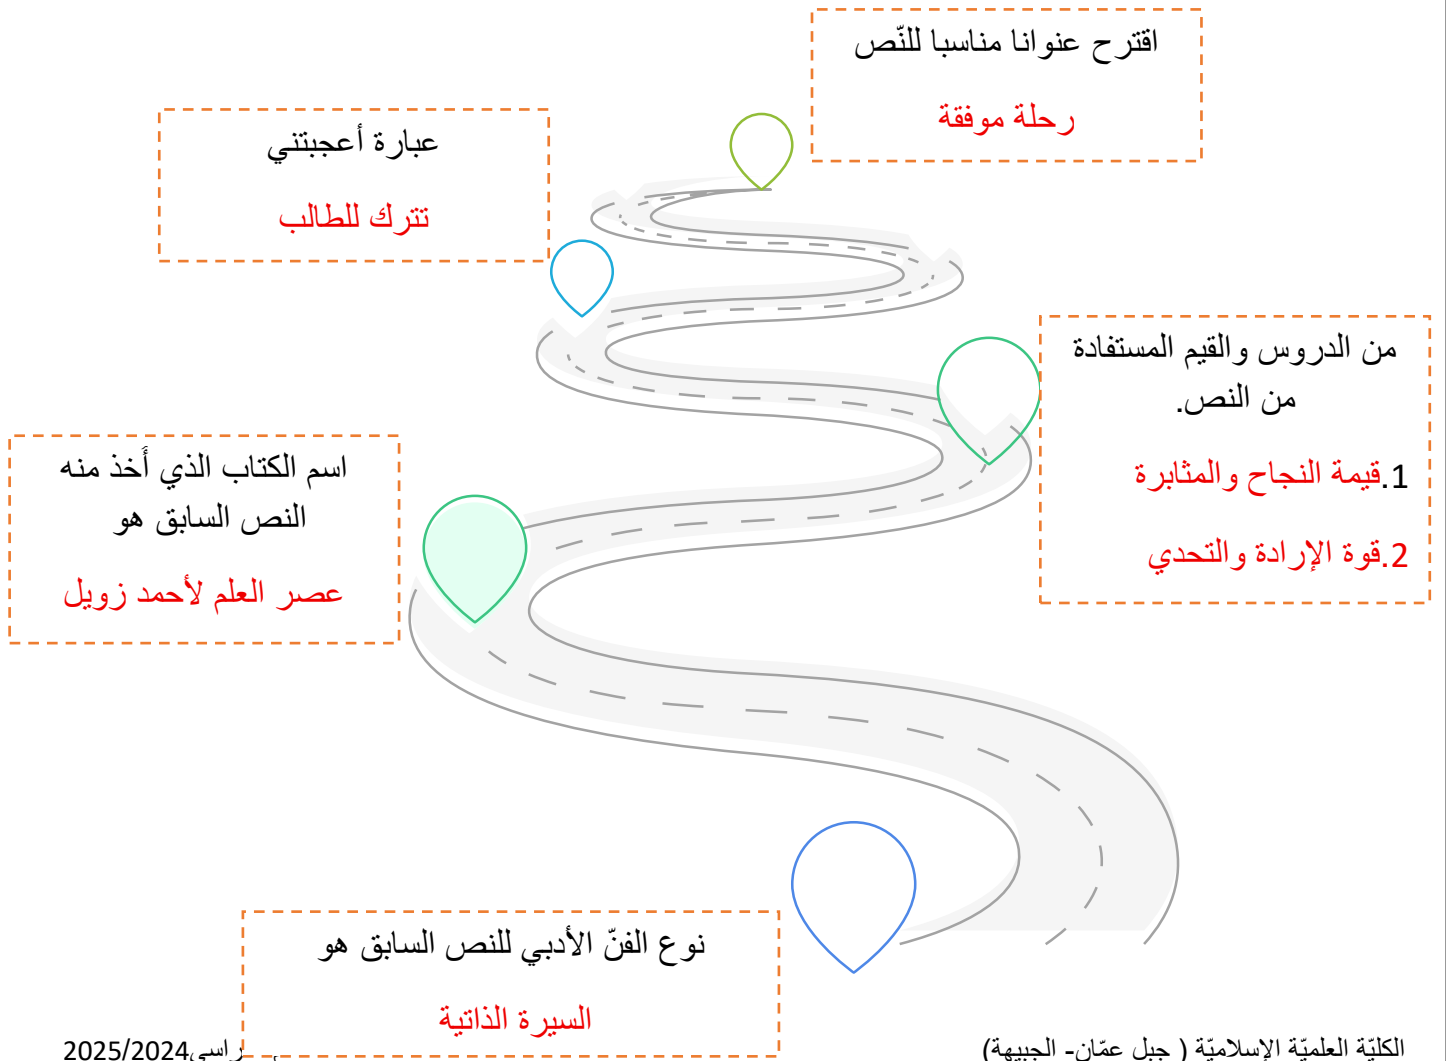 اقترح عنوانا مناسبا للنّص
رحلة موفقة
عبارة أعجبتني
تترك للطالب
من الدروس والقيم المستفادة
من النص.
1.قيمة النجاح والمثابرة
2.قوة الإرادة والتحدي
اسم الكتاب الذي أخذ منه
النص السابق هو
عصر العلم لأحمد زويل
نوع الفنّ الأدبي للنص السابق هو
السيرة الذاتية
الكليّة العلميّة الإسلاميّة ( جبل عمّان- الجبيهة)
2025/2024